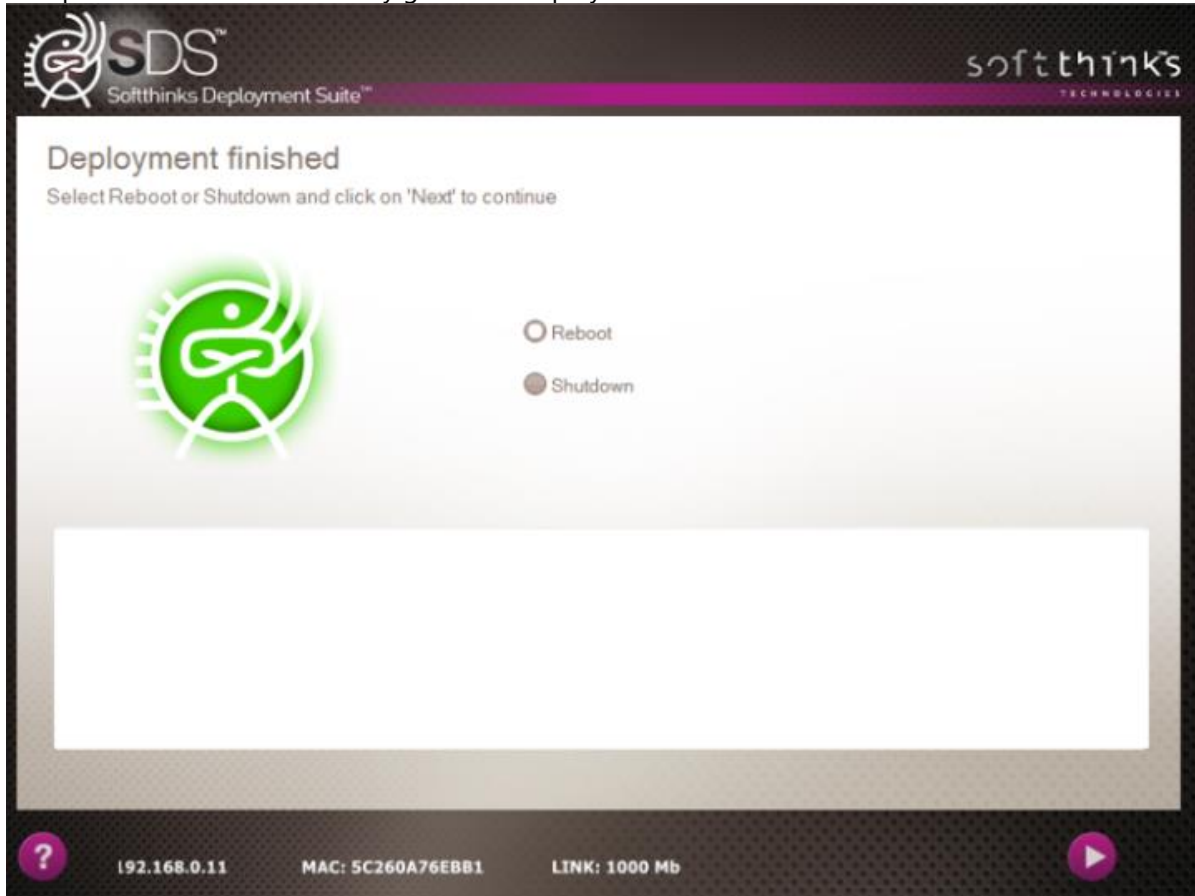 SDS™
Softthinks Deployment Suite™
softthinks
TECHNOLOGIES
Deployment finished
Select Reboot or Shutdown and click on 'Next' to continue
Reboot
Shutdown
?
192.168.0.11 MAC: 5C260A76EBB1 LINK: 1000 Mb